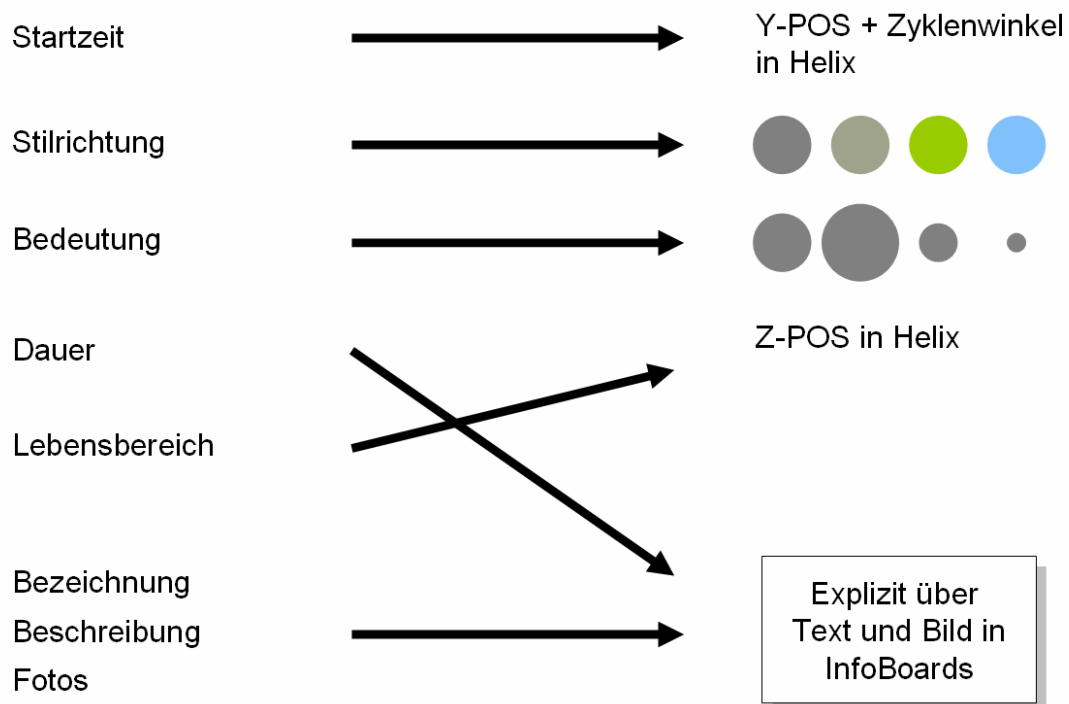 Startzeit
Y-POS + Zyklenwinkel
in Helix
Stilrichtung
Bedeutung
Dauer
Z-POS in Helix
Lebensbereich
Bezeichnung
Beschreibung
Fotos
Explizit über
Text und Bild in
InfoBoards